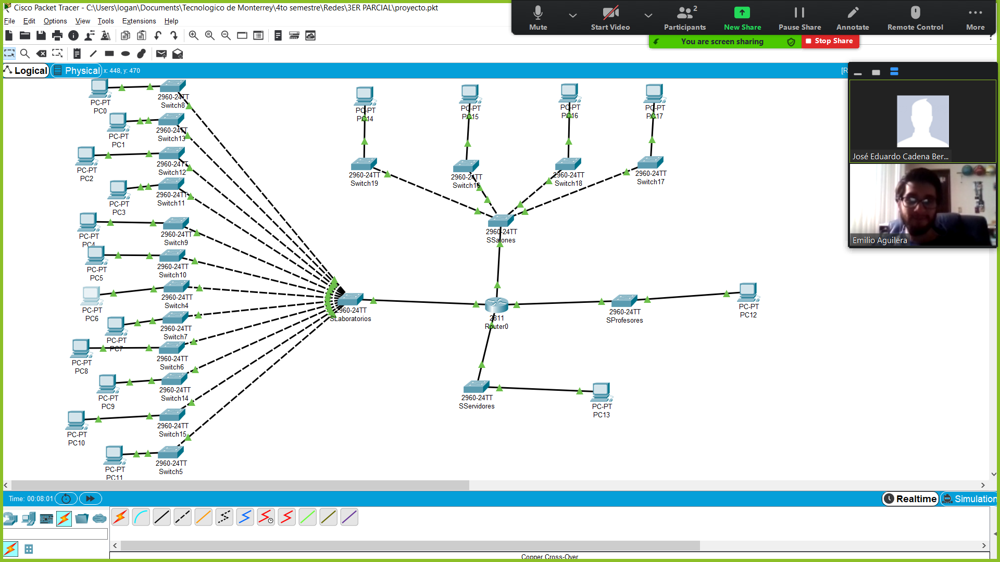 Cisco Packet Tracer - C:\Users\logan\Documents\Tecnologico de Monterrey\4to semestre\Redes\3ER PARCIAL\proyecto.pkt
File Edit Options View Tools Extensions Help
Mute
Start Video
2
Participants
New Share
Pause Share
Annotate
Remote Control
More
You are screen sharing
Stop Share
Logical
Physical
x: 448, y: 470
[R
José Eduardo Cadena Ber...
Emilio Aguilera
PC-PT
PC0
2960-24TT
Switch8
PC-PT
PC1
2960-24TT
Switch13
PC-PT
PC2
2960-24TT
Switch12
PC-PT
PC3
2960-24TT
Switch11
PC-PT
PC4
2960-24TT
Switch9
PC-PT
PC5
2960-24TT
Switch10
PC-PT
PC6
2960-24TT
Switch4
PC-PT
PC7
2960-24TT
Switch7
PC-PT
PC8
2960-24TT
Switch6
PC-PT
PC9
2960-24TT
Switch14
PC-PT
PC10
2960-24TT
Switch15
PC-PT
PC11
2960-24TT
Switch5
PC-PT
PC14
PC-PT
PC15
PC-PT
PC16
PC-PT
PC17
2960-24TT
Switch19
2960-24TT
Switch16
2960-24TT
Switch18
2960-24TT
Switch17
2960-24TT
SSalones
2960-24TT
SLaboratorios
2811
Router0
2960-24TT
SProfesores
PC-PT
PC12
2960-24TT
SServidores
PC-PT
PC13
Time: 00:08:01
Realtime
Simulation
Copper Cross-Over